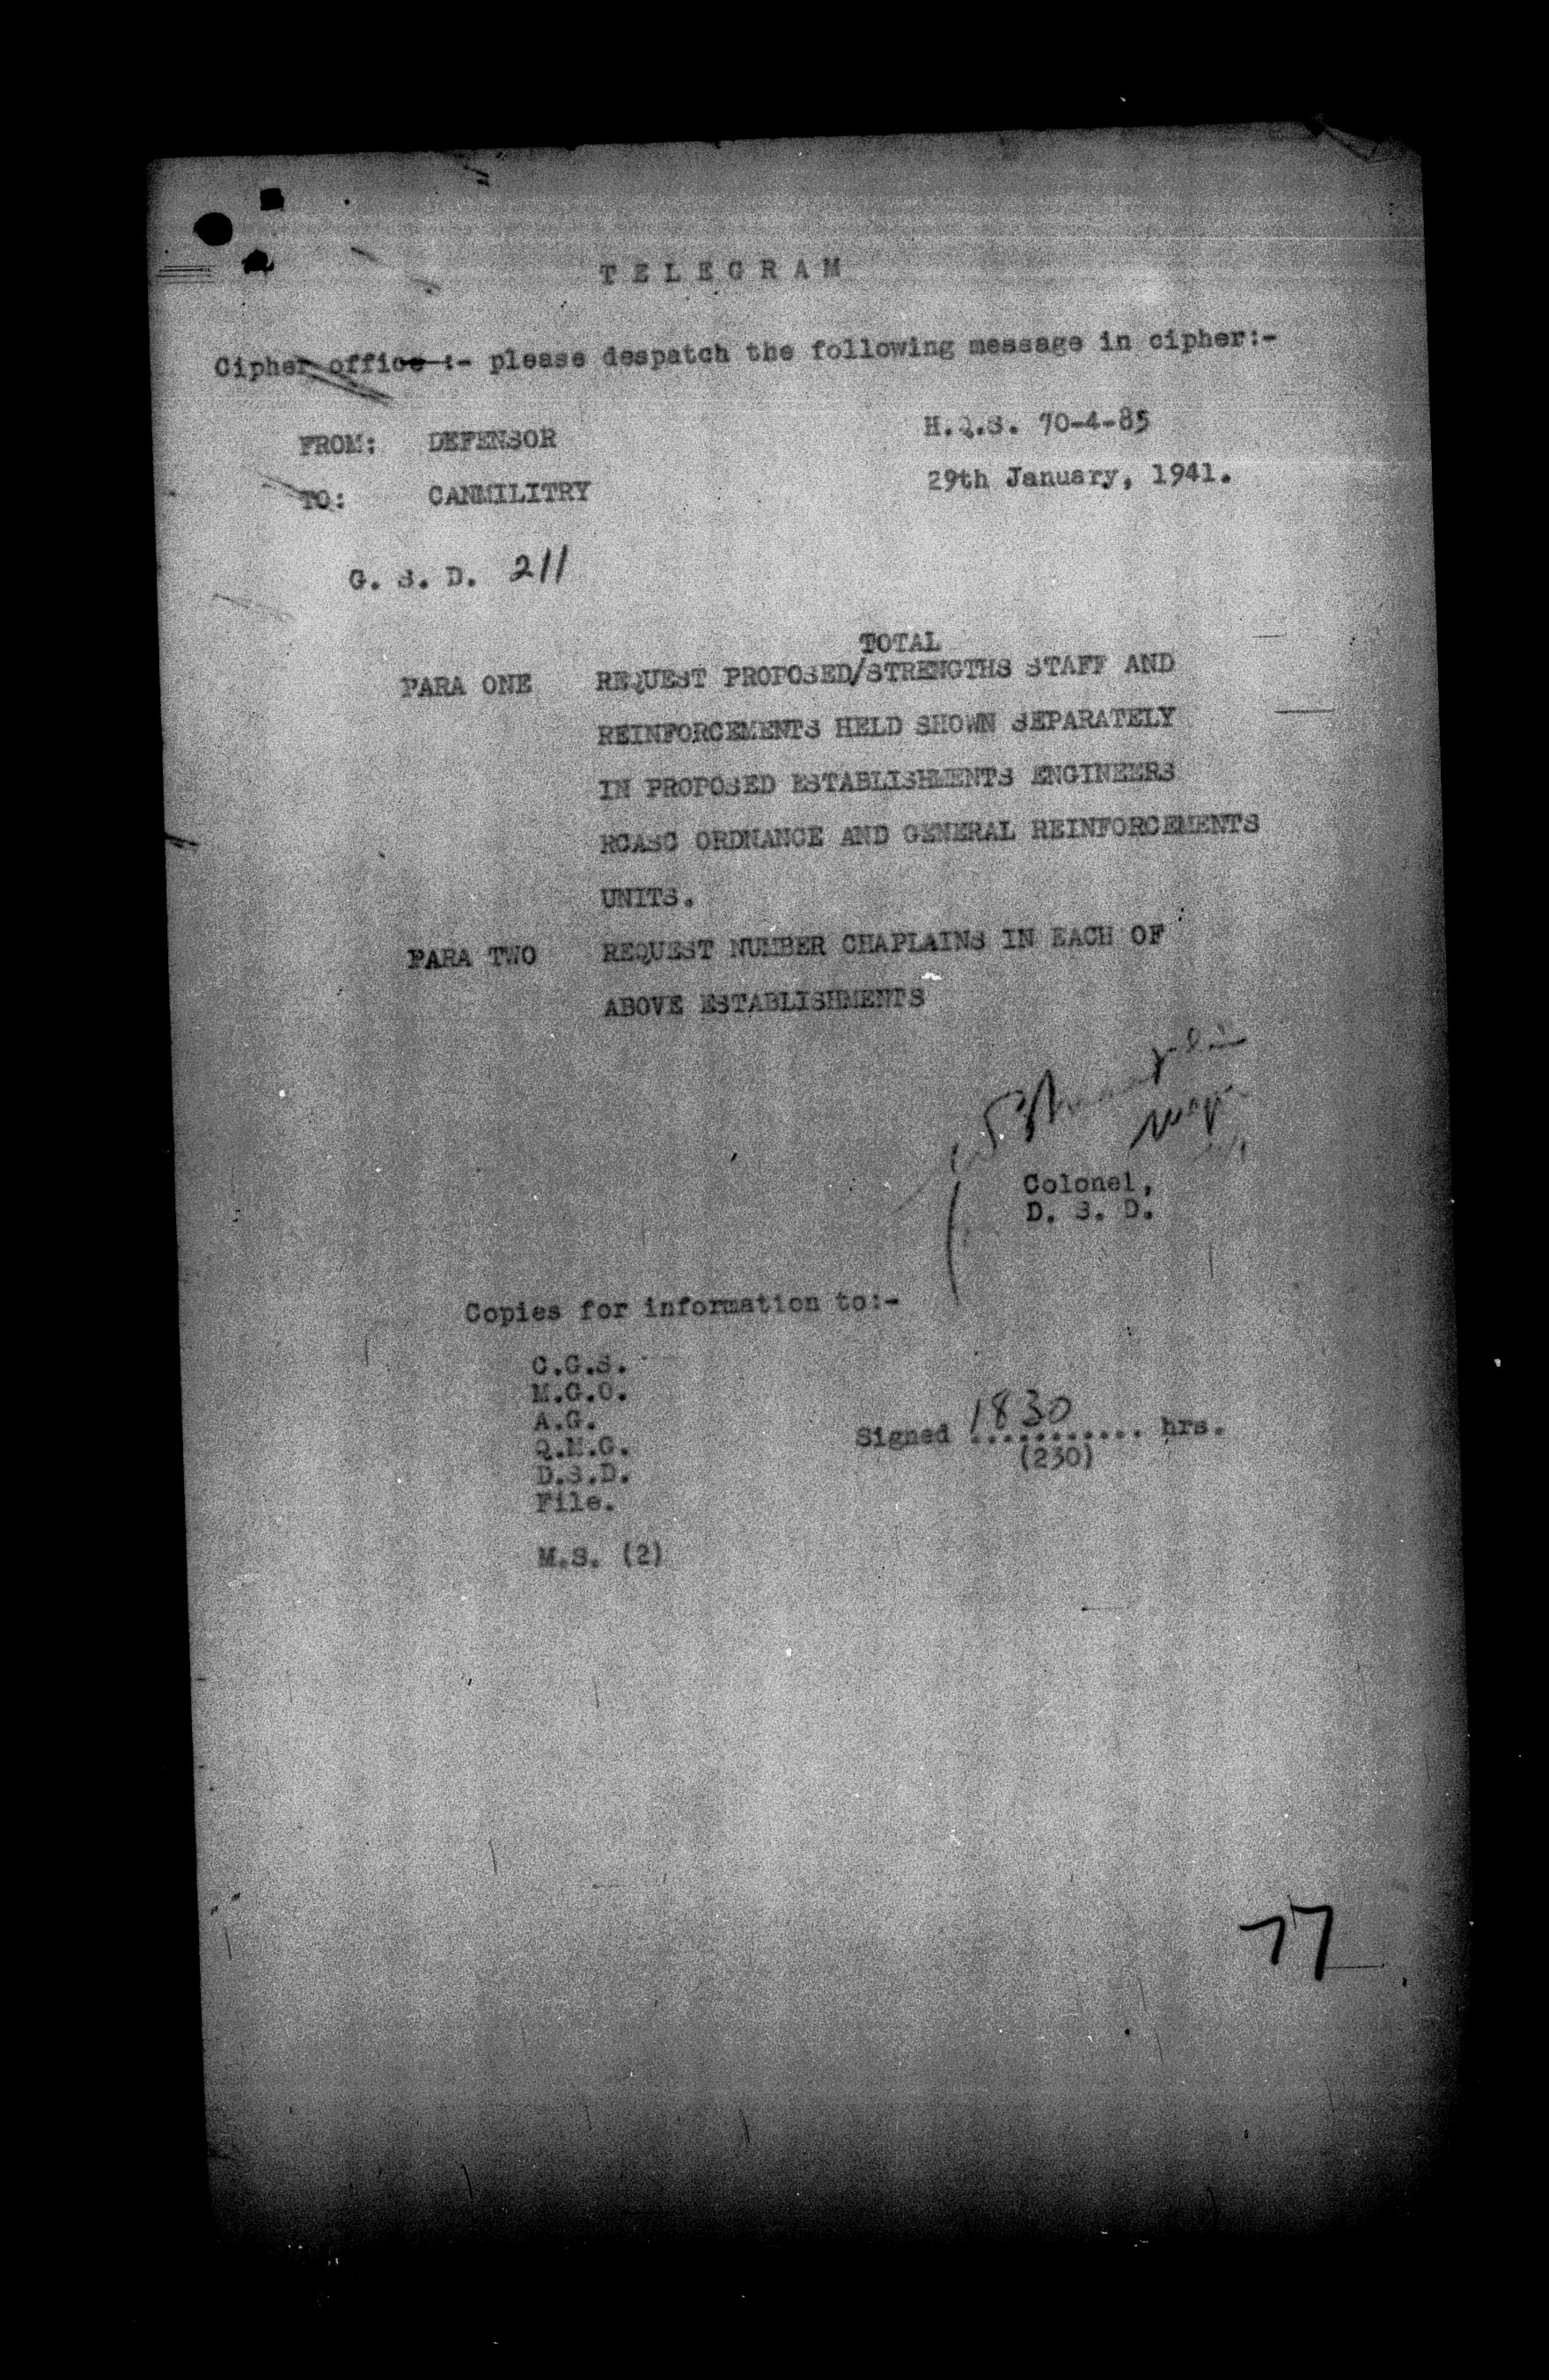 TELEGRAM
Cipher office :- please despatch the following message in cipher:-
FROM: DEFENSOR
H.Q.S. 70-4-85
TO: CANMILITRY
29th January, 1941.
G. S. D. 211
TOTAL
PARA ONE REQUEST PROPOSED/STRENGTHS STAFF AND
REINFORCEMENTS HELD SHOWN SEPARATELY
IN PROPOSED ESTABLISHMENTS ENGINEERS
RCASC ORDNANCE AND GENERAL REINFORCEMENTS
UNITS.
PARA TWO REQUEST NUMBER CHAPLAINS IN EACH OF
ABOVE ESTABLISHMENTS
Colonel,
D. S. D.
Copies for information to:-
C.G.S.
M.G.O.
A.G.
Q.M.G.
D.S.D.
File.
M.S. (2)
Signed 1830 ........... hrs.
(230)
77